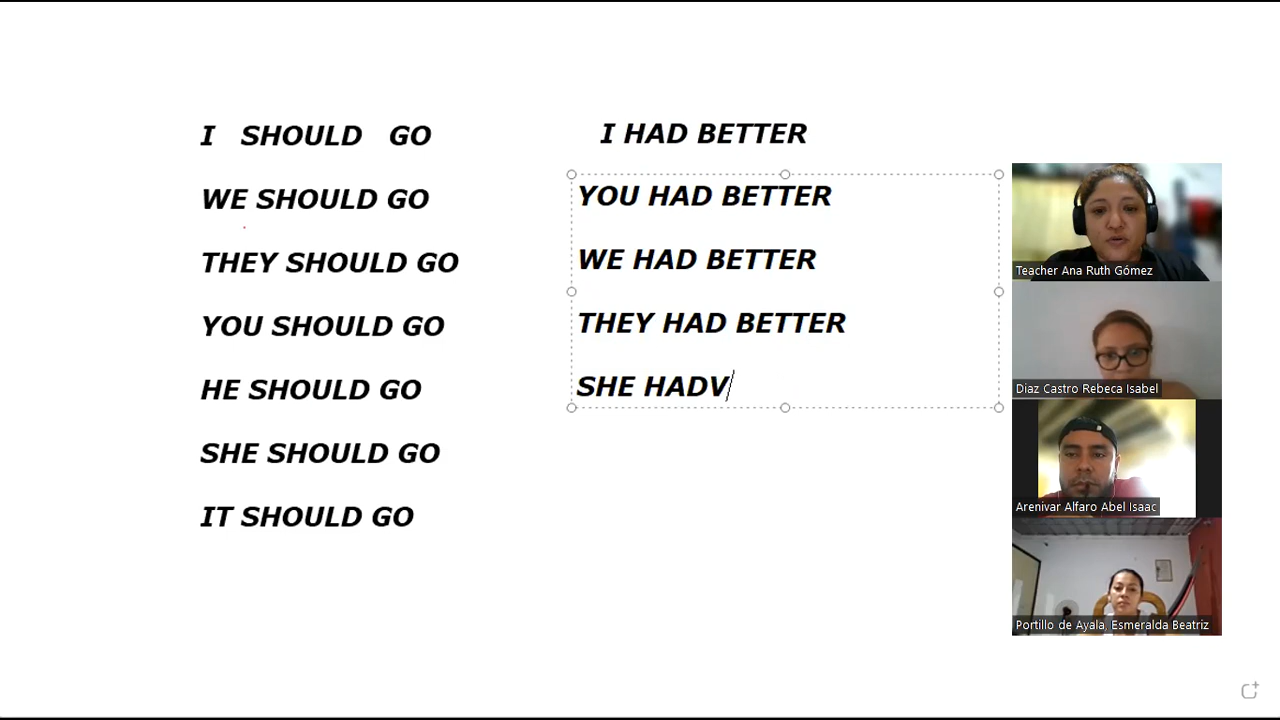 I SHOULD GO
WE SHOULD GO
THEY SHOULD GO
YOU SHOULD GO
HE SHOULD GO
SHE SHOULD GO
IT SHOULD GO
I HAD BETTER
YOU HAD BETTER
WE HAD BETTER
THEY HAD BETTER
SHE HADV
Teacher Ana Ruth Gómez
Diaz Castro Rebeca Isabel
Arenivar Alfaro Abel Isaac
Portillo de Ayala, Esmeralda Beatriz